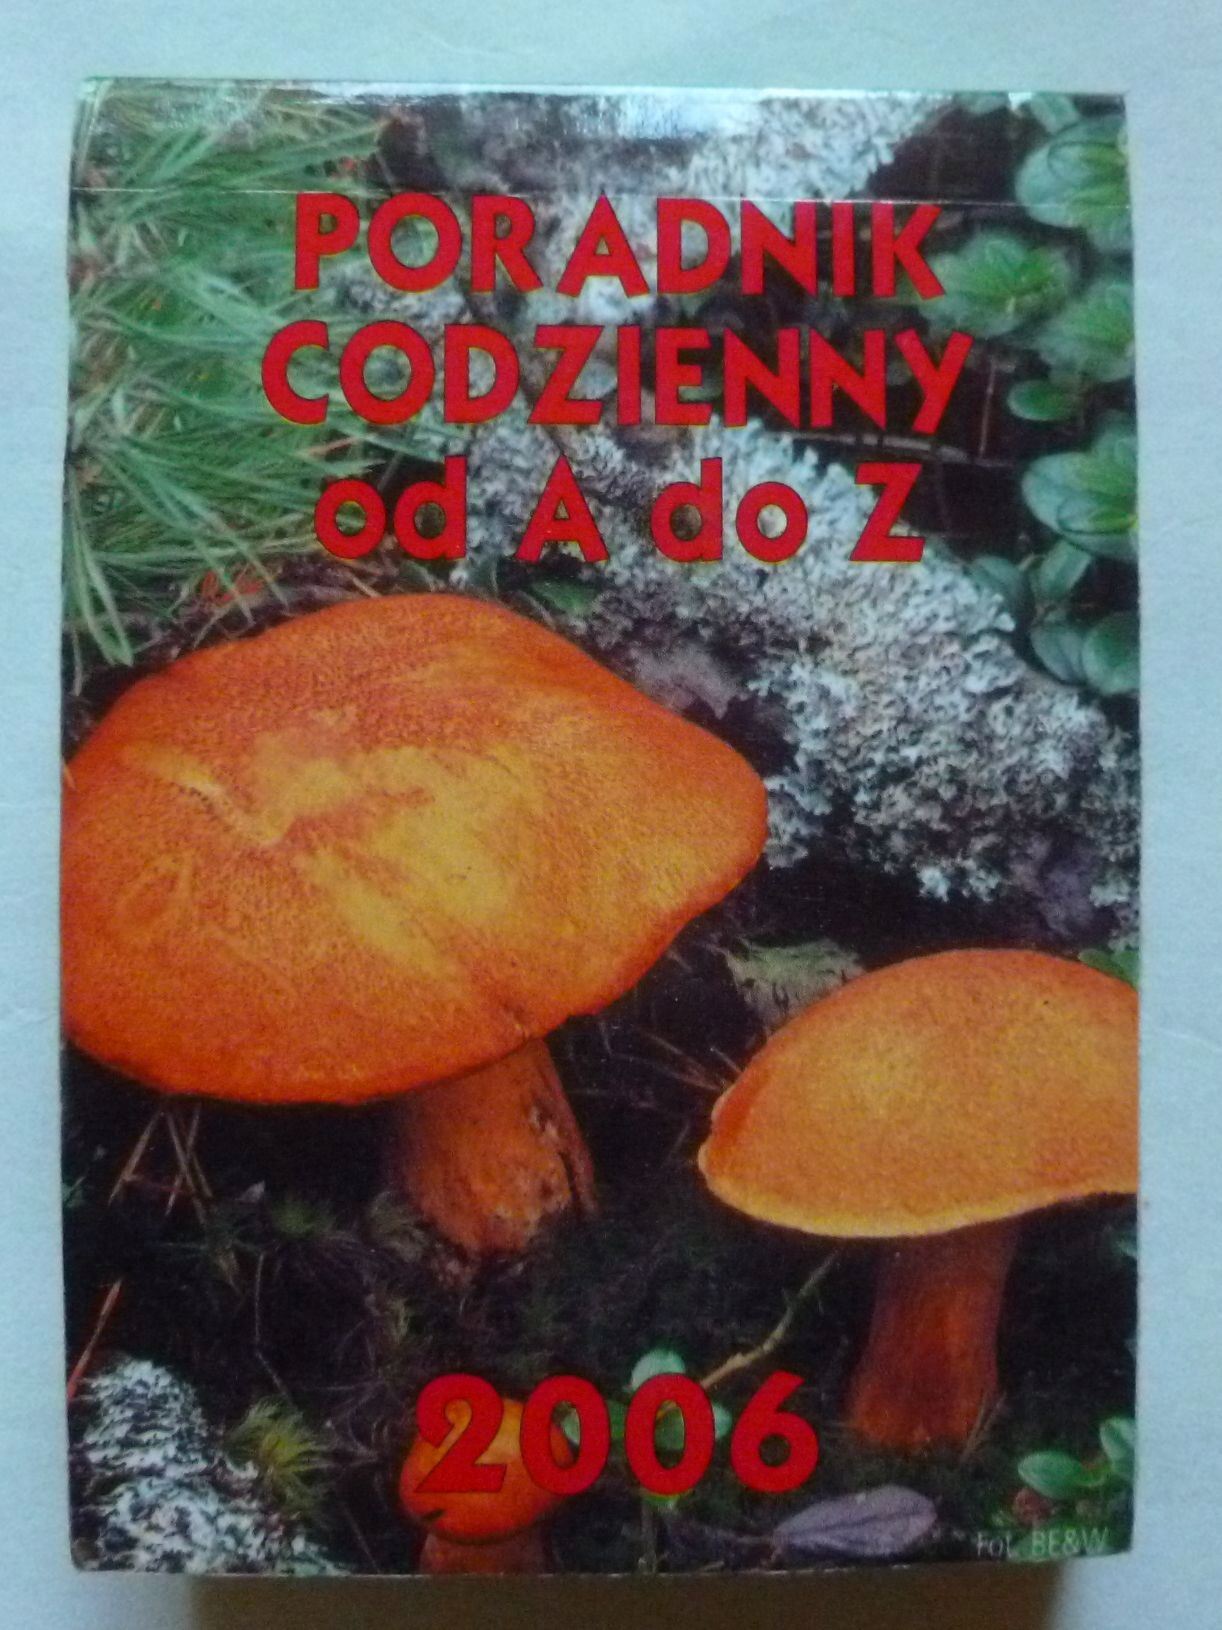 PORADNIK
CODZIENNY
od A do Z
2006
Fot. BE&W